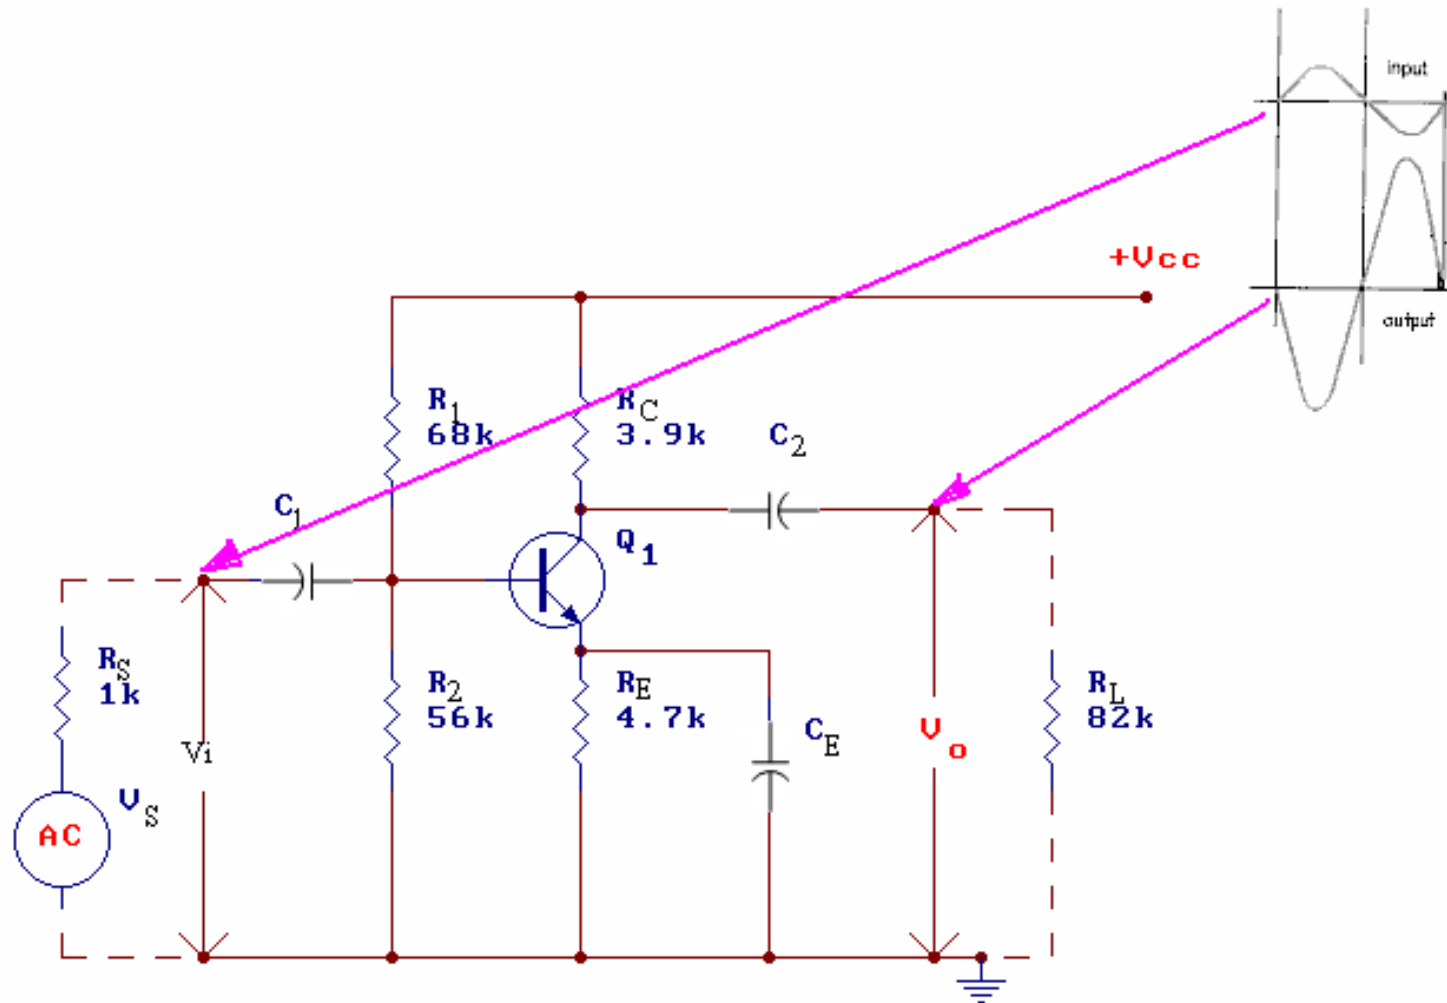 input
+Vcc
output
R1
68k
RC
3.9k
C2
C1
Q1
RS
1k
R2
56k
RE
4.7k
CE
RL
82k
Vi
Vo
VS
AC